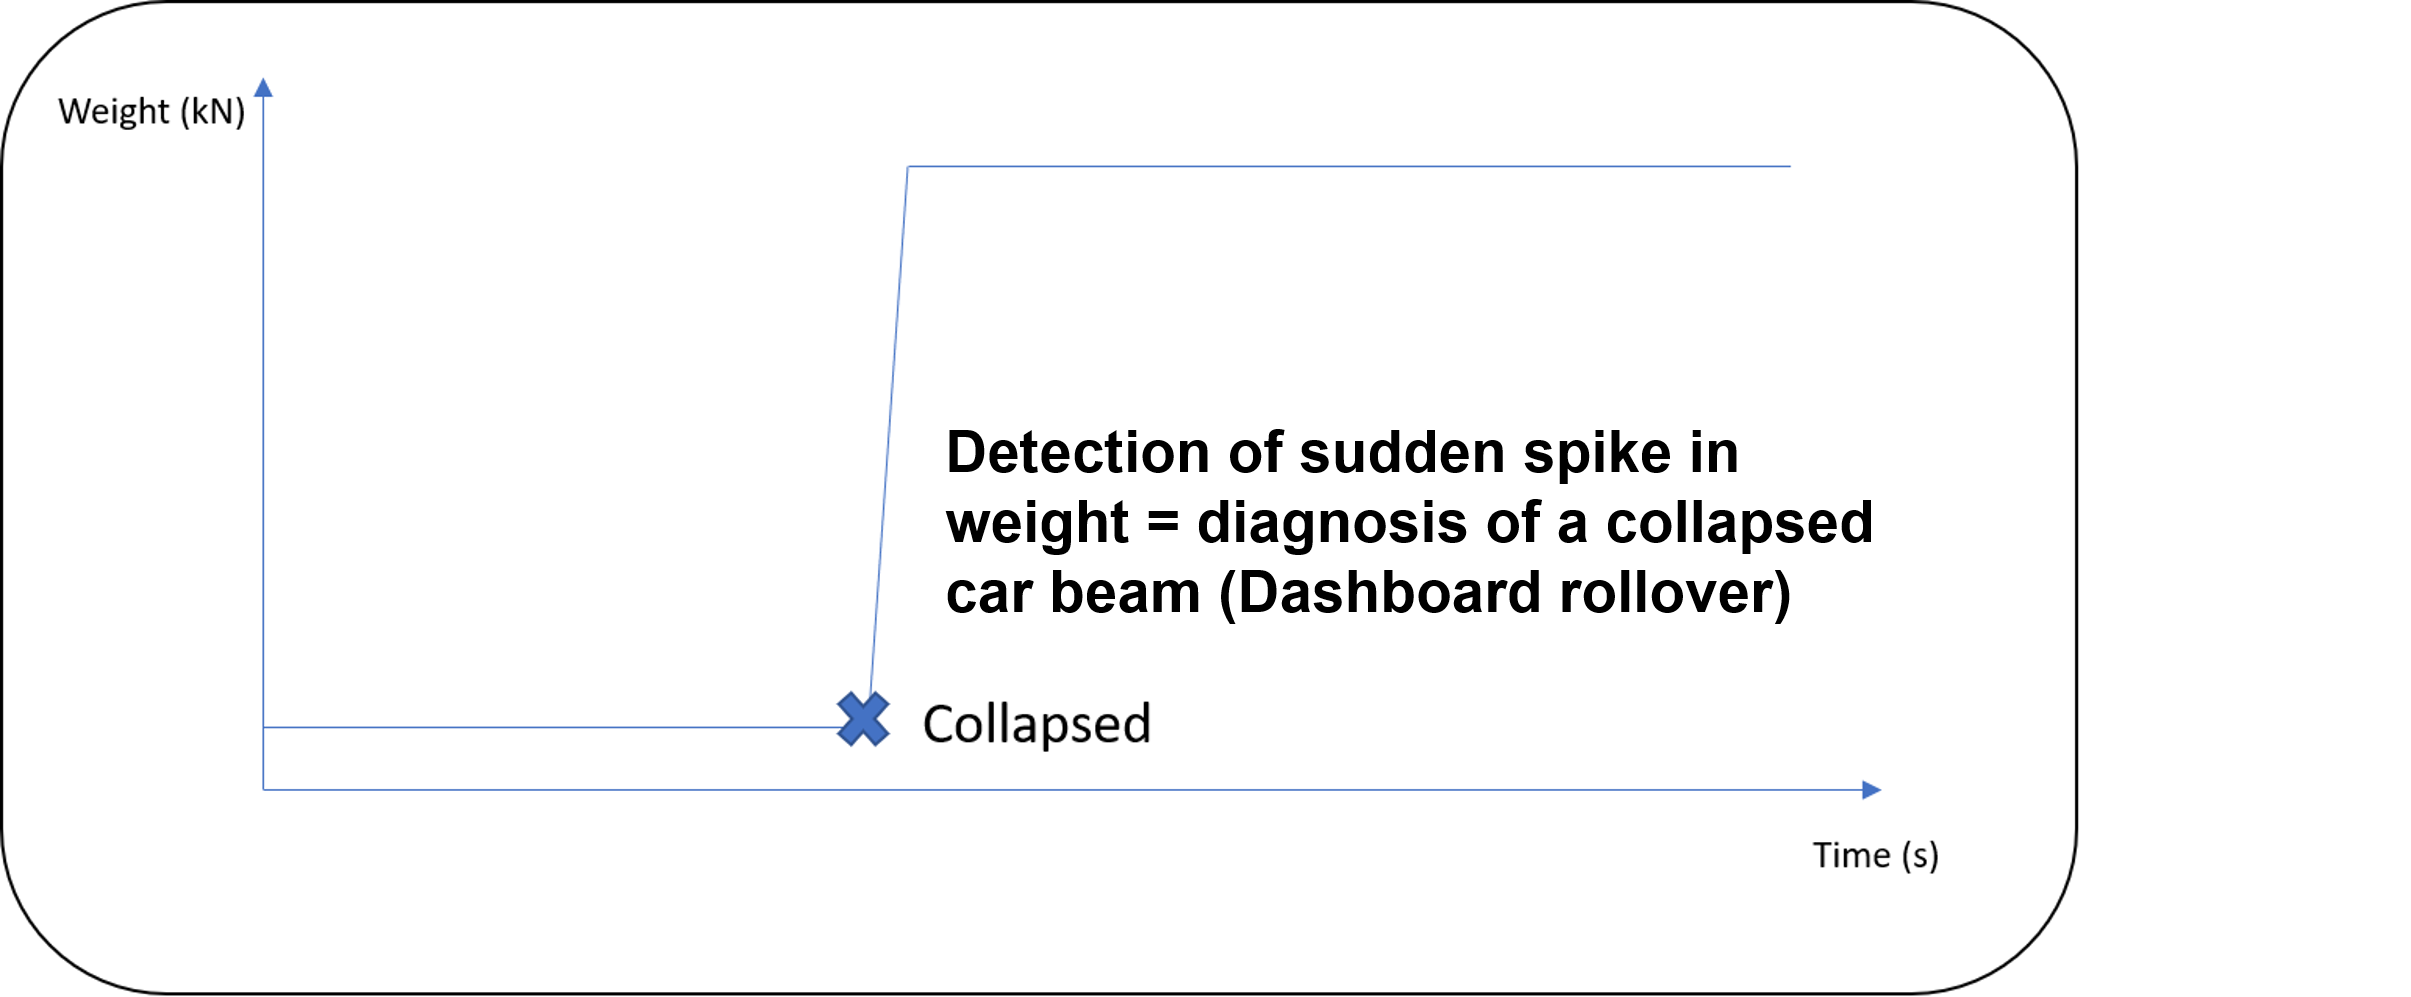 Weight (kN)
Detection of sudden spike in
weight = diagnosis of a collapsed
car beam (Dashboard rollover)
Collapsed
Time (s)